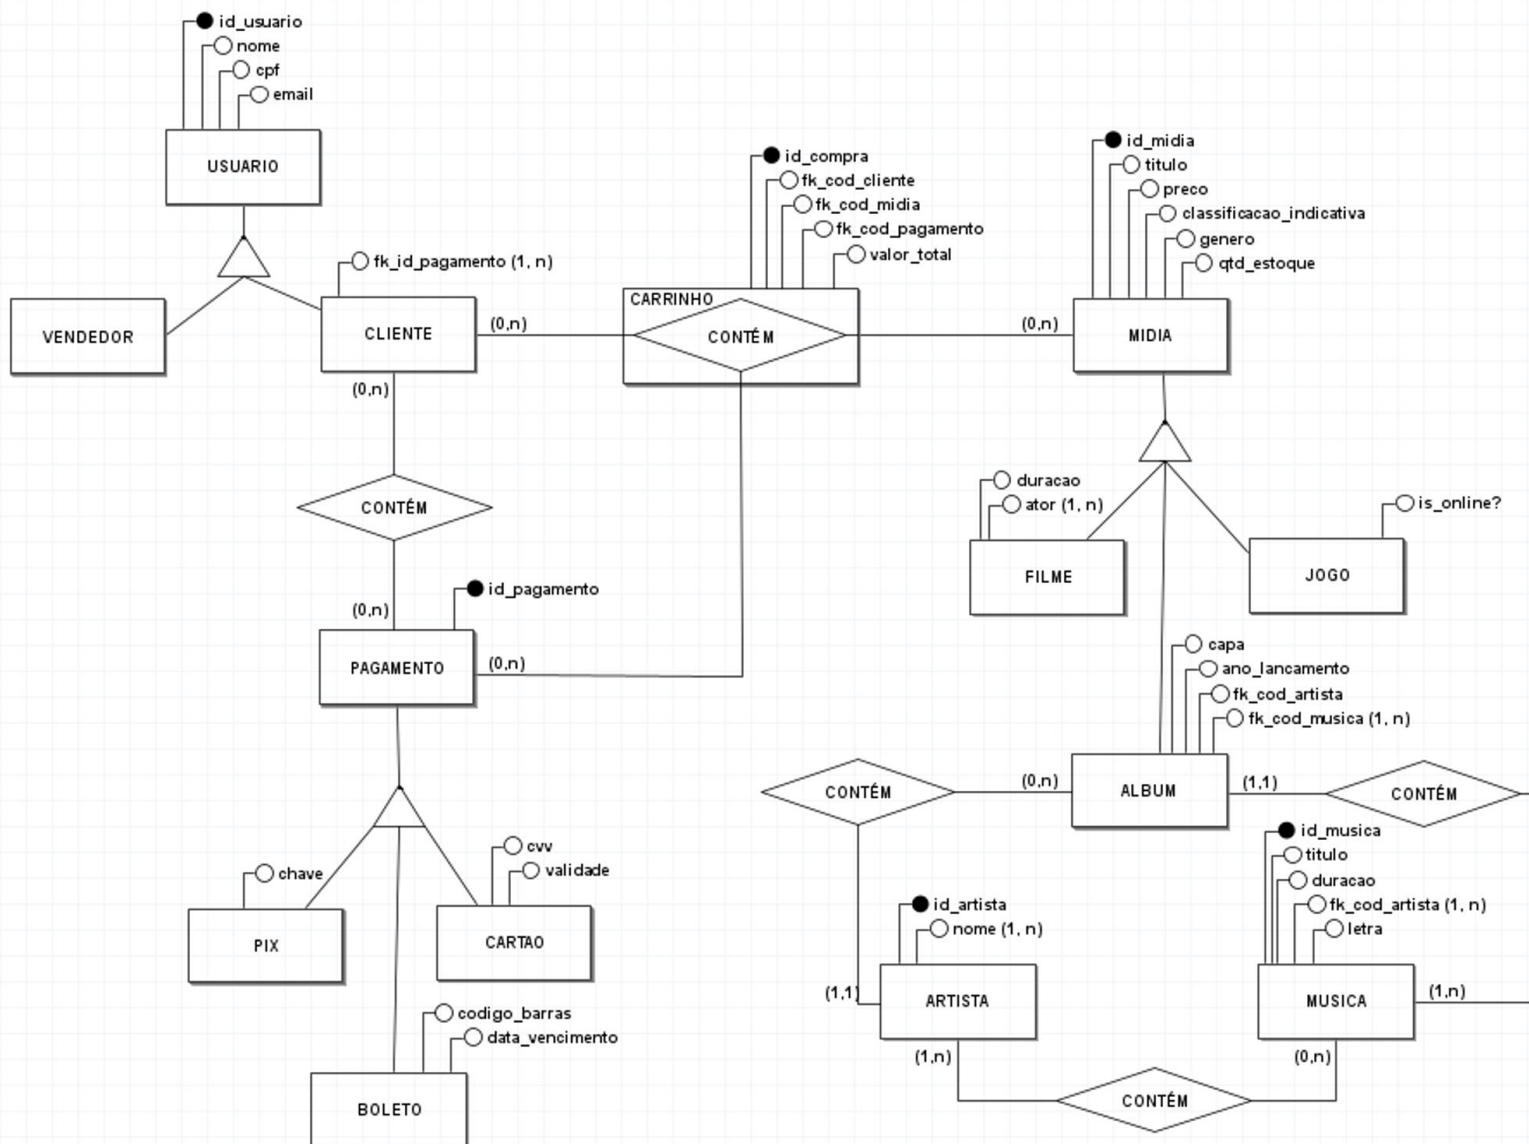 id_usuario
nome
cpf
email
USUARIO
id_compra
fk_cod_cliente
fk_cod_midia
fk_cod_pagamento
valor_total
id_midia
titulo
preco
classificacao_indicativa
genero
qtd_estoque
fk_id_pagamento (1, n)
VENDEDOR
CLIENTE
(0,n)
CARRINHO
CONTÉM
(0,n)
MIDIA
(0,n)
CONTÉM
(0,n)
id_pagamento
PAGAMENTO
(0,n)
duracao
ator (1, n)
FILME
is_online?
JOGO
capa
ano_lancamento
fk_cod_artista
fk_cod_musica (1, n)
CONTÉM
(0,n)
ALBUM
(1,1)
CONTÉM
chave
PIX
cvv
validade
CARTAO
codigo_barras
data_vencimento
BOLETO
id_artista
nome (1, n)
(1,1)
ARTISTA
(1,n)
id_musica
titulo
duracao
fk_cod_artista (1, n)
letra
MUSICA
(1,n)
(0,n)
CONTÉM